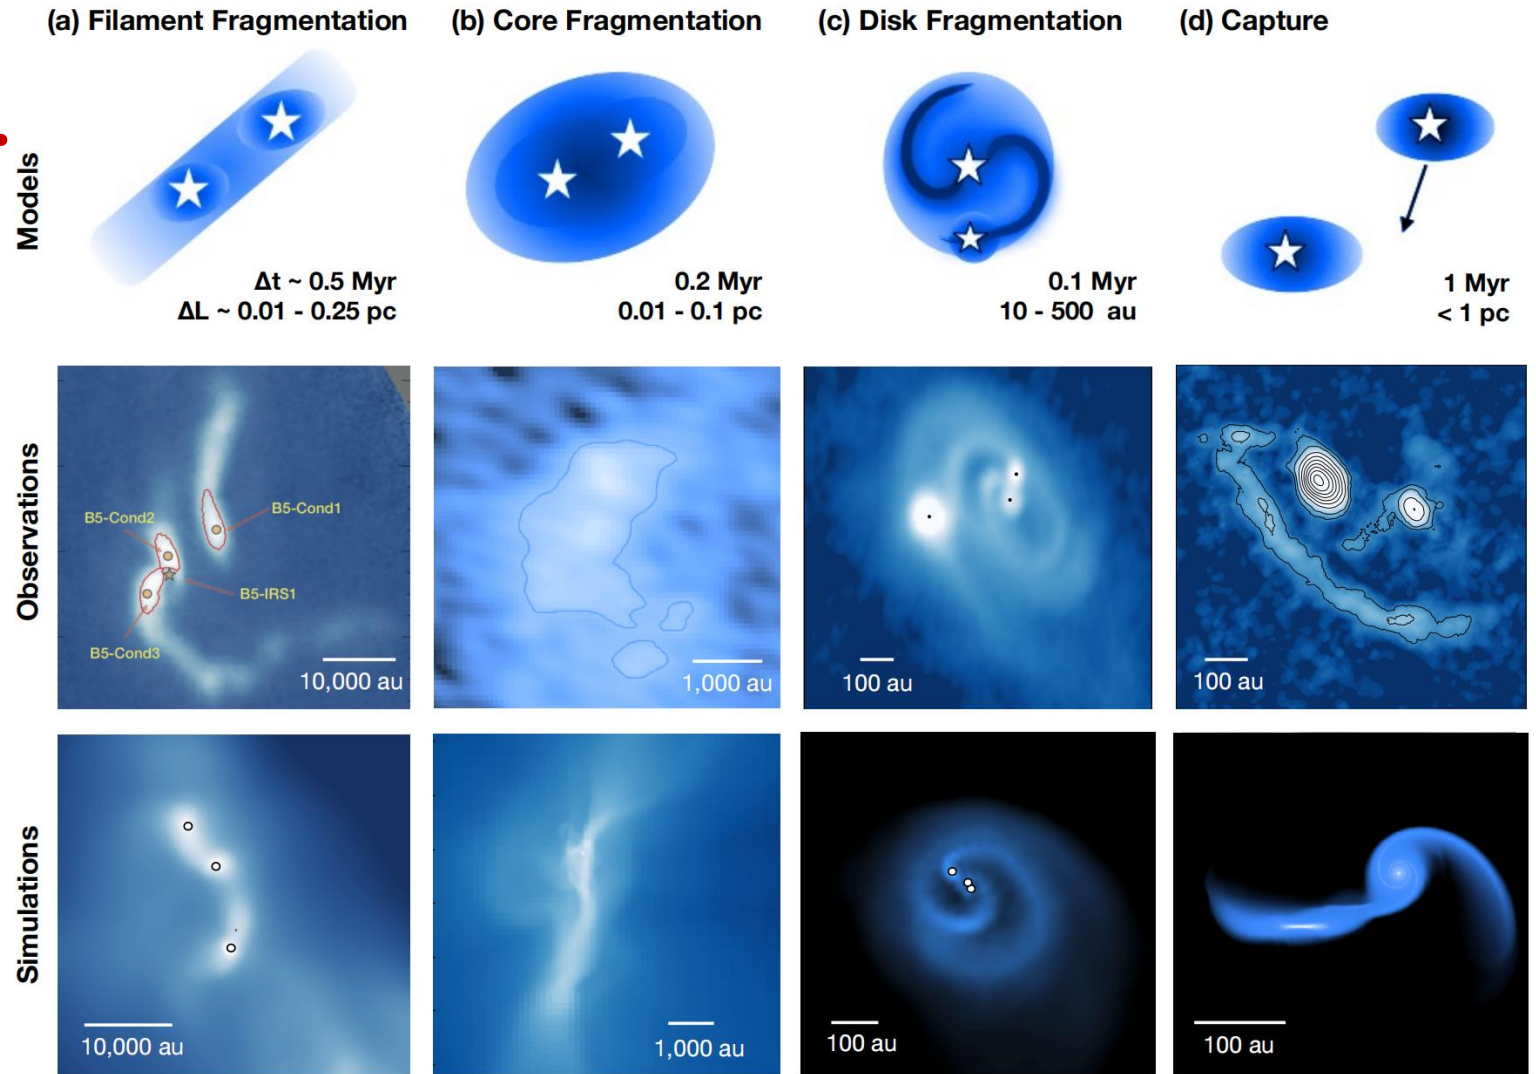 (a) Filament Fragmentation
(b) Core Fragmentation
(c) Disk Fragmentation
(d) Capture
Models
Δt ~ 0.5 Myr
ΔL ~ 0.01 - 0.25 pc
0.2 Myr
0.01 - 0.1 pc
0.1 Myr
10 - 500 au
1 Myr
< 1 pc
Observations
B5-Cond1
B5-Cond2
B5-IRS1
B5-Cond3
10,000 au
1,000 au
100 au
100 au
Simulations
10,000 au
1,000 au
100 au
100 au